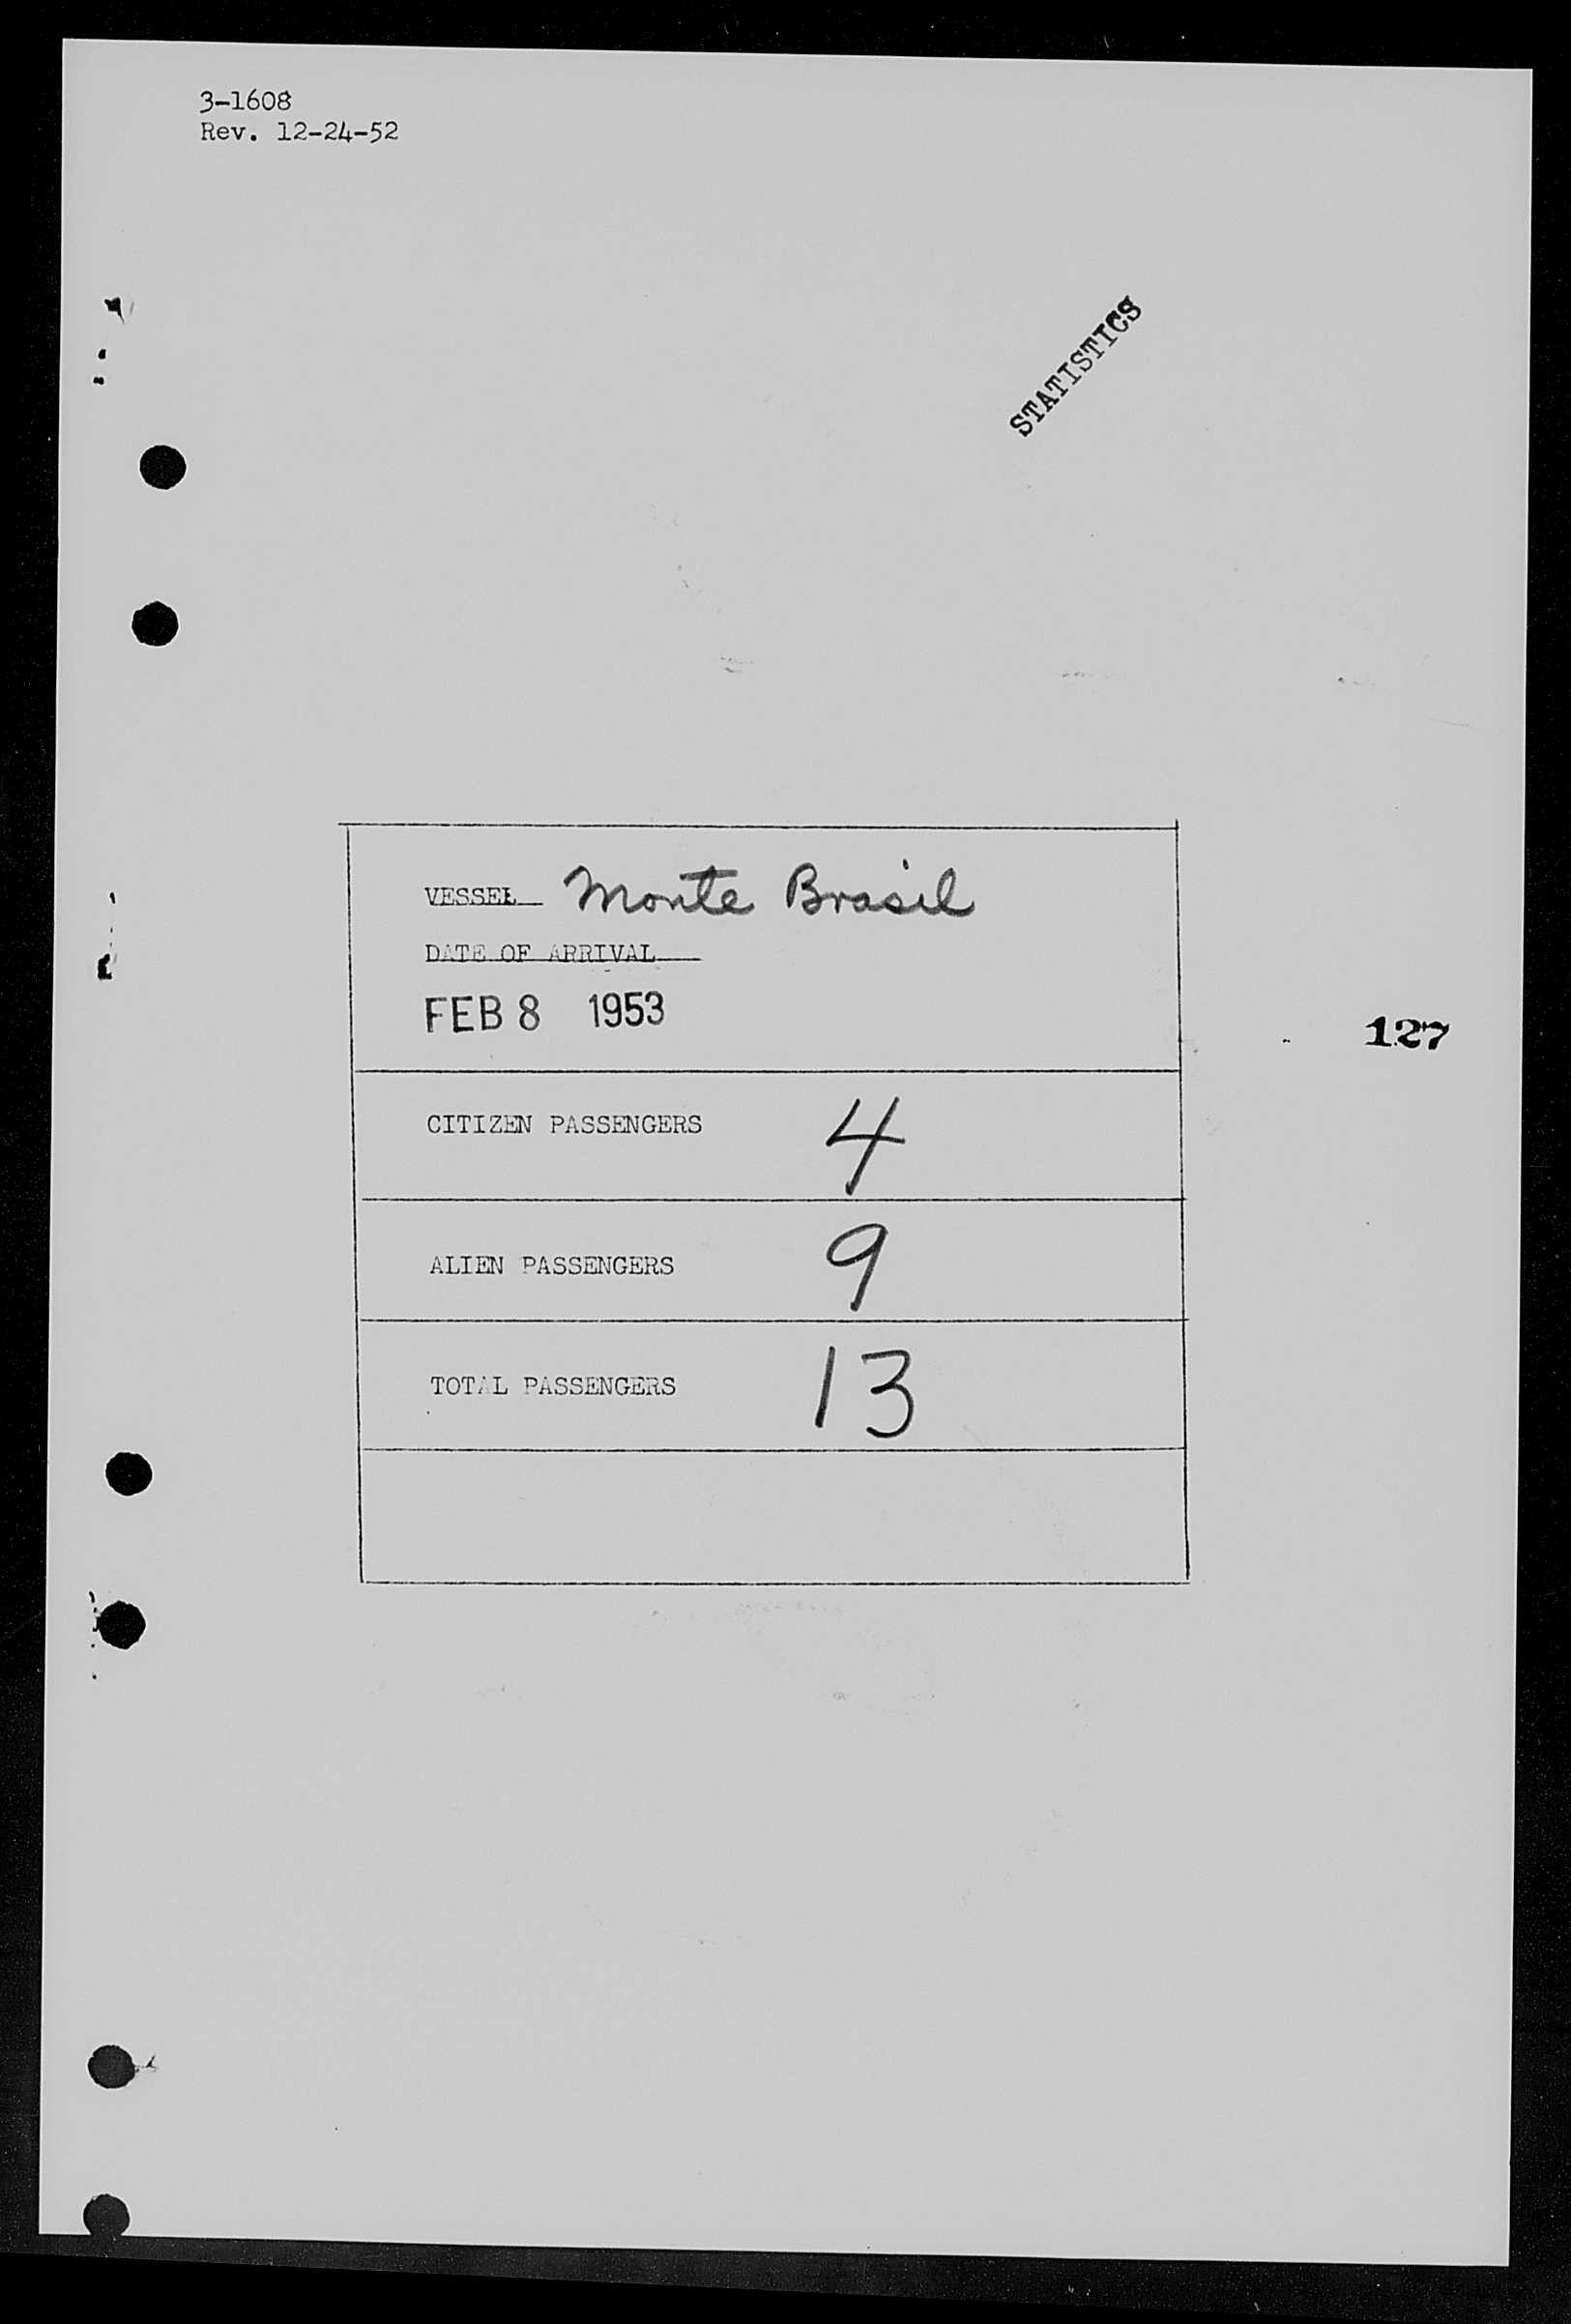 3-1608
Rev. 12-24-52
STATISTICS
VESSEL Monte Brasil
DATE OF ARRIVAL
FEB 8 1953
127
CITIZEN PASSENGERS 4
ALIEN PASSENGERS 9
TOTAL PASSENGERS 13